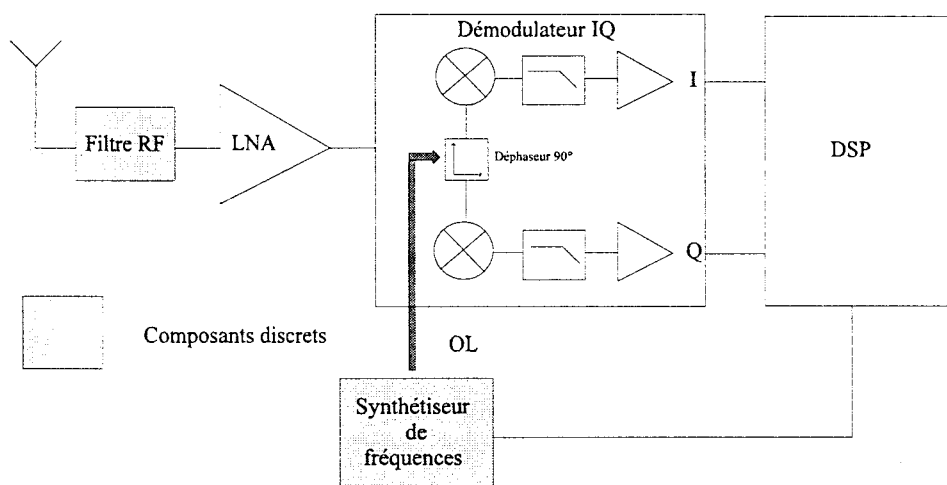 Démodulateur IQ
I
Filtre RF
LNA
Déphaseur 90°
DSP
Q
Composants discrets
OL
Synthétiseur
de
fréquences